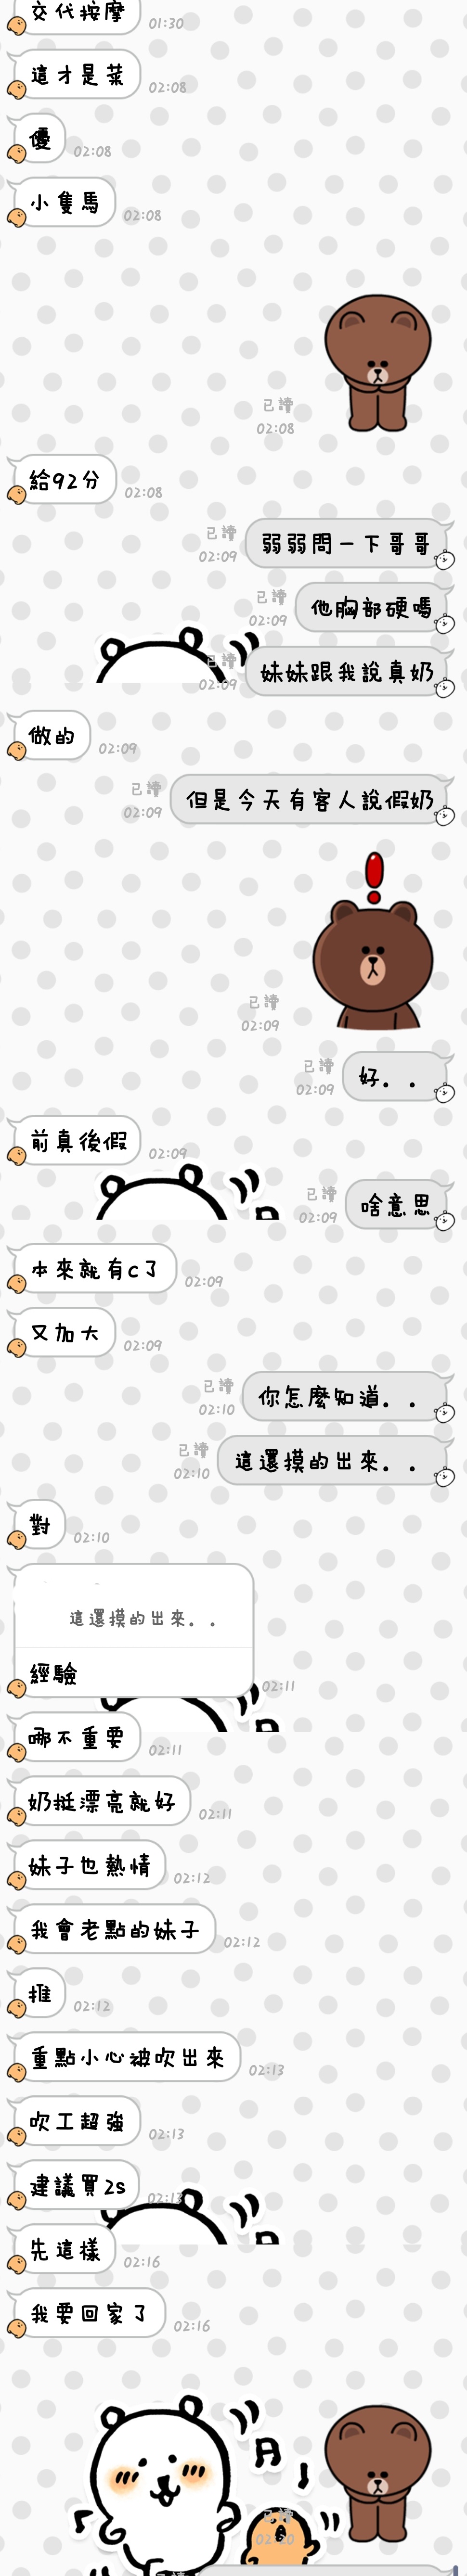 交代按摩
01:30
這才是菜
02:08
優
02:08
小隻馬
02:08
已讀
02:08
給92分
02:08
已讀
02:09
弱弱問一下哥哥
已讀
02:09
他胸部硬嗎
已讀
02:09
妹妹跟我說真奶
做的
02:09
已讀
02:09
但是今天有客人說假奶
已讀
02:09
已讀
02:09
好..
前真後假
02:09
已讀
02:09
啥意思
本來就有c了
02:09
又加大
02:09
已讀
02:10
你怎麼知道..
已讀
02:10
這還摸的出來..
對
02:10
這還摸的出來..
經驗
02:11
哪不重要
02:11
奶挺漂亮就好
02:11
妹子也熱情
02:12
我會老點的妹子
02:12
推
02:12
重點小心被吹出來
02:13
吹工超強
02:13
建議買2s
02:13
先這樣
02:16
我要回家了
02:16
已讀